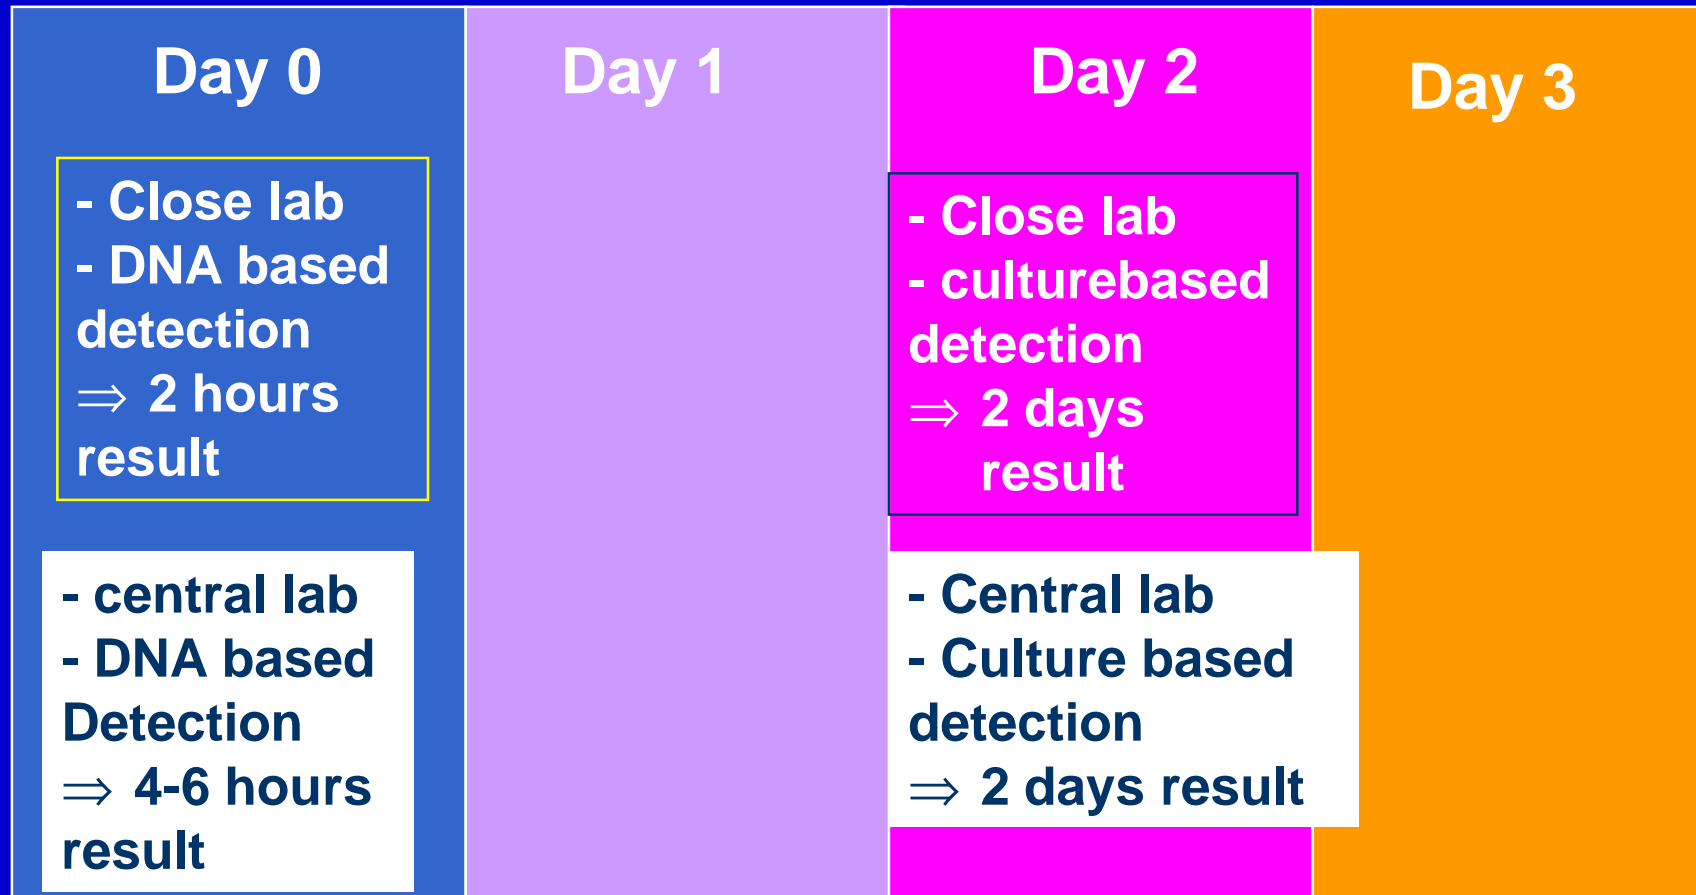 Day 0
- Close lab
- DNA based
detection
⇒ 2 hours
result
- central lab
- DNA based
Detection
⇒ 4-6 hours
result
Day 1
Day 2
- Close lab
- culturebased
detection
⇒ 2 days
result
- Central lab
- Culture based
detection
⇒ 2 days result
Day 3